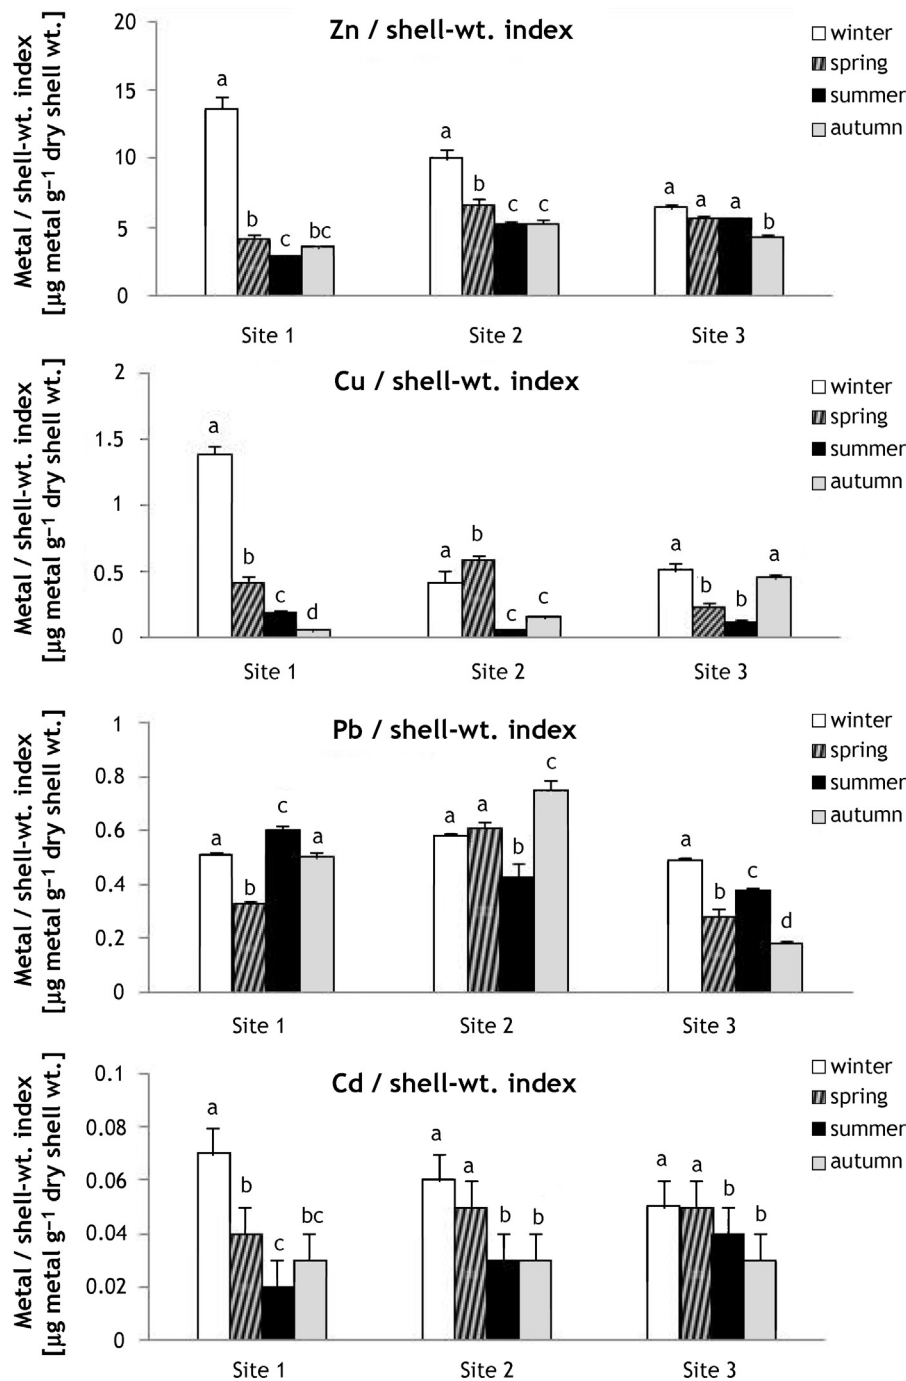 Zn / shell-wt. index
Metal / shell-wt. index
[µg metal g⁻¹ dry shell wt.]
20
15
10
5
0
a
b
c
bc
a
b
c
c
a
a
a
b
Site 1
Site 2
Site 3
winter
spring
summer
autumn
Cu / shell-wt. index
Metal / shell-wt. index
[µg metal g⁻¹ dry shell wt.]
2
1.5
1
0.5
0
a
b
c
d
a
b
c
c
a
b
b
a
Site 1
Site 2
Site 3
winter
spring
summer
autumn
Pb / shell-wt. index
Metal / shell-wt. index
[µg metal g⁻¹ dry shell wt.]
1
0.8
0.6
0.4
0.2
0
a
b
c
a
a
a
b
c
a
b
c
d
Site 1
Site 2
Site 3
winter
spring
summer
autumn
Cd / shell-wt. index
Metal / shell-wt. index
[µg metal g⁻¹ dry shell wt.]
0.1
0.08
0.06
0.04
0.02
0
a
b
c
bc
a
a
b
b
a
a
b
b
Site 1
Site 2
Site 3
winter
spring
summer
autumn